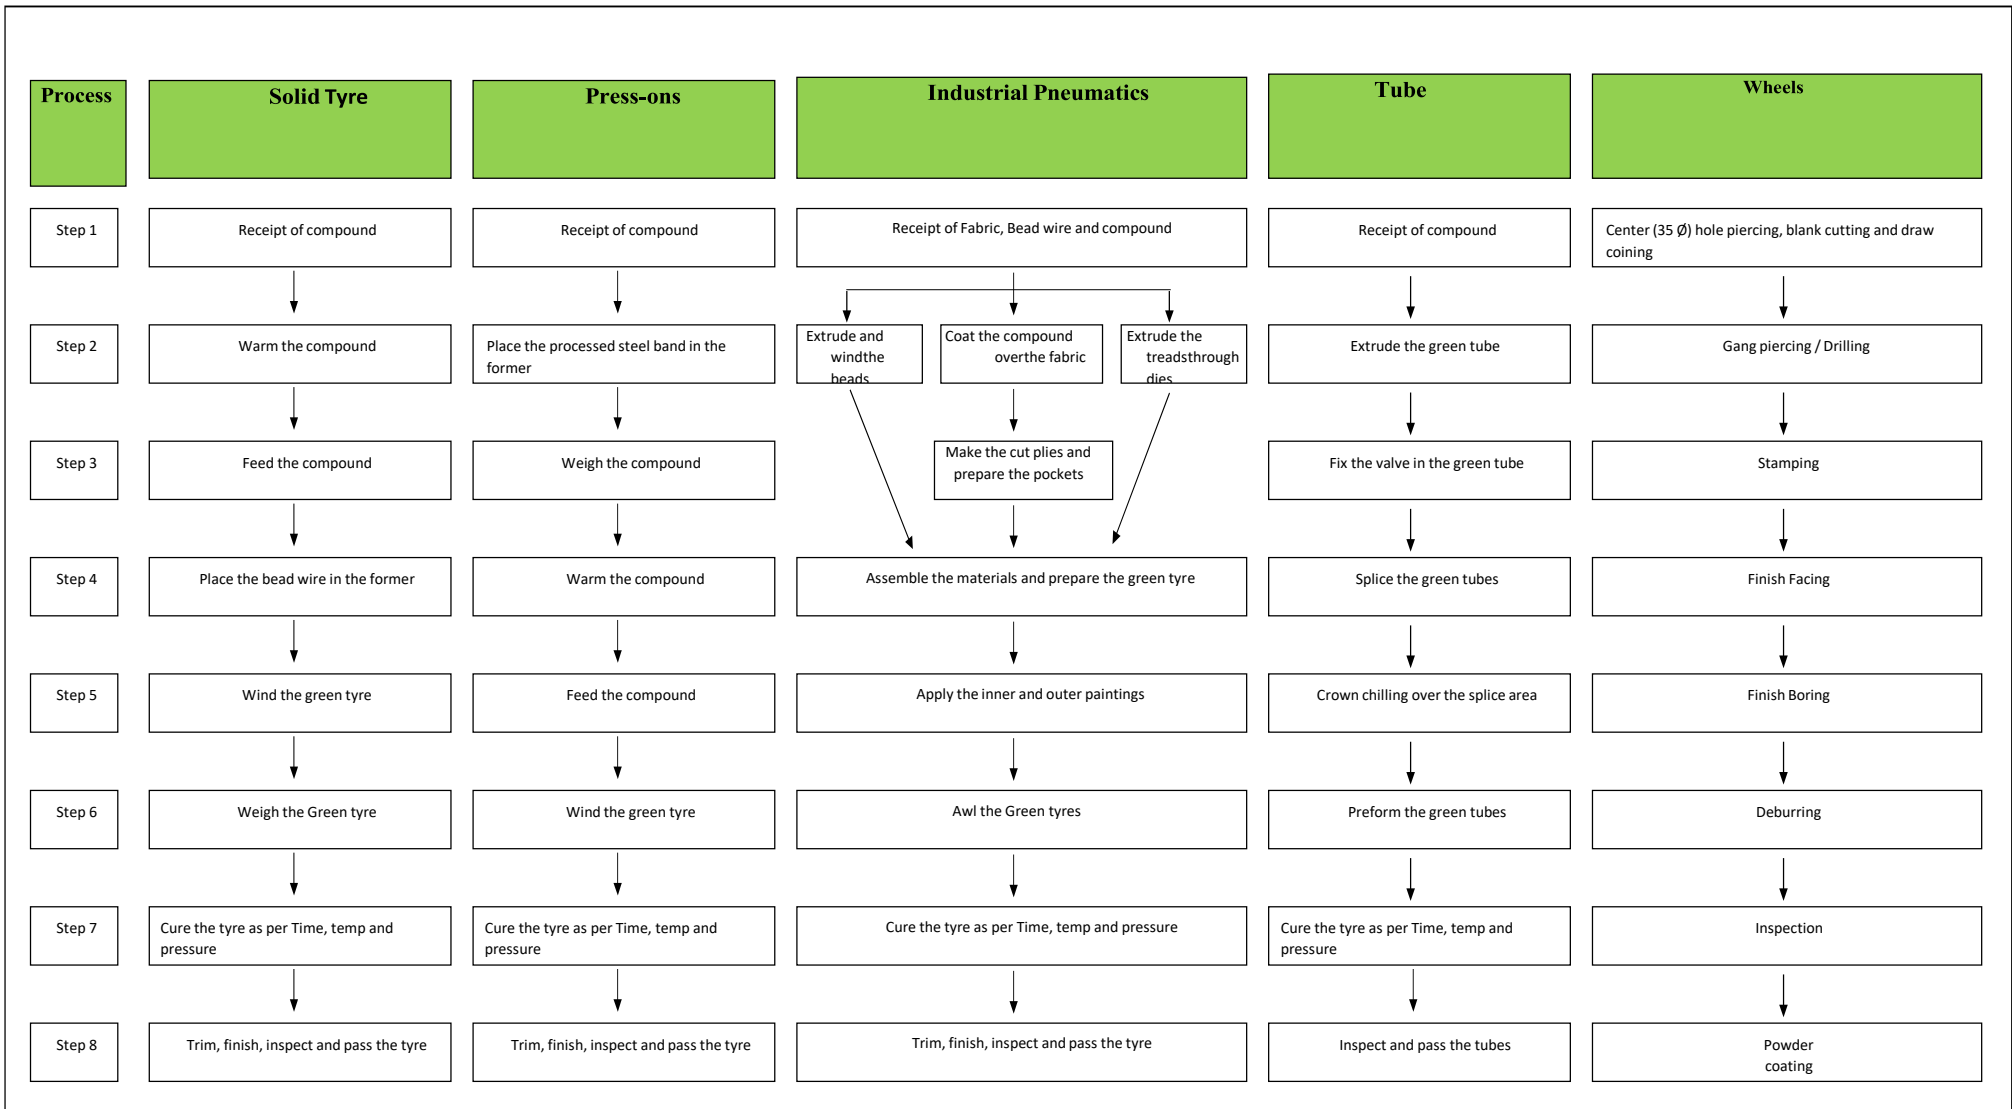 Process
Solid Tyre
Press-ons
Industrial Pneumatics
Tube
Wheels
Step 1
Receipt of compound
Receipt of compound
Receipt of Fabric, Bead wire and compound
Receipt of compound
Center (35 Ø) hole piercing, blank cutting and draw
coining
Step 2
Warm the compound
Place the processed steel band in the
former
Extrude and
windthe
beads
Coat the compound
overthe fabric
Extrude the
treadsthrough
dies
Extrude the green tube
Gang piercing / Drilling
Step 3
Feed the compound
Weigh the compound
Make the cut plies and
prepare the pockets
Fix the valve in the green tube
Stamping
Step 4
Place the bead wire in the former
Warm the compound
Assemble the materials and prepare the green tyre
Splice the green tubes
Finish Facing
Step 5
Wind the green tyre
Feed the compound
Apply the inner and outer paintings
Crown chilling over the splice area
Finish Boring
Step 6
Weigh the Green tyre
Wind the green tyre
Awl the Green tyres
Preform the green tubes
Deburring
Step 7
Cure the tyre as per Time, temp and
pressure
Cure the tyre as per Time, temp and
pressure
Cure the tyre as per Time, temp and pressure
Cure the tyre as per Time, temp and
pressure
Inspection
Step 8
Trim, finish, inspect and pass the tyre
Trim, finish, inspect and pass the tyre
Trim, finish, inspect and pass the tyre
Inspect and pass the tubes
Powder
coating